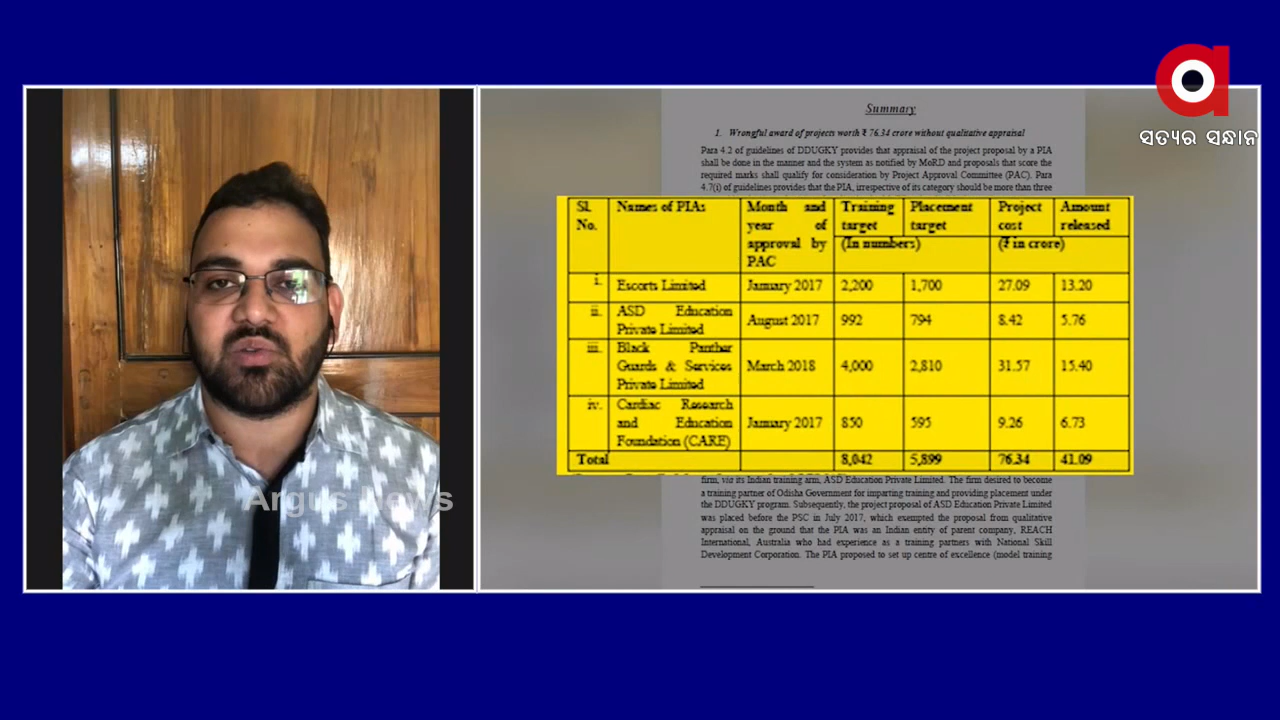 ସତ୍ୟର ସନ୍ଧାନ
Summary
1. Wrongful award of projects worth ₹ 76.34 crore without qualitative appraisal
Para 4.2 of guidelines of DDUGKY provides that appraisal of the project proposal by a PIA
shall be done in the manner and the system as notified by MoRD and proposals that score the
required marks shall qualify for consideration by Project Approval Committee (PAC). Para
4.7(i) of guidelines provides that the PIA, irrespective of its category should be more than three
Sl. No. Names of PIAs Month and year of approval by PAC Training target Placement target Project cost Amount released
(In numbers) (₹ in crore)
i. Escorts Limited January 2017 2,200 1,700 27.09 13.20
ii. ASD Education Private Limited August 2017 992 794 8.42 5.76
iii. Black Panther Guards & Services Private Limited March 2018 4,000 2,810 31.57 15.40
iv. Cardiac Research and Education Foundation (CARE) January 2017 850 595 9.26 6.73
Total 8,042 5,899 76.34 41.09
firm, via its Indian training arm, ASD Education Private Limited. The firm desired to become
a training partner of Odisha Government for imparting training and providing placement under
the DDUGKY program. Subsequently, the project proposal of ASD Education Private Limited
was placed before the PSC in July 2017, which exempted the proposal from qualitative
appraisal on the ground that the PIA was an Indian entity of parent company, REACH
International, Australia who had experience as a training partners with National Skill
Development Corporation. The PIA proposed to set up centre of excellence (model training
Argus News